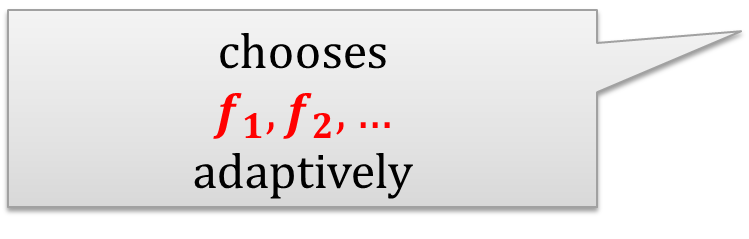 chooses
f₁, f₂, …
adaptively